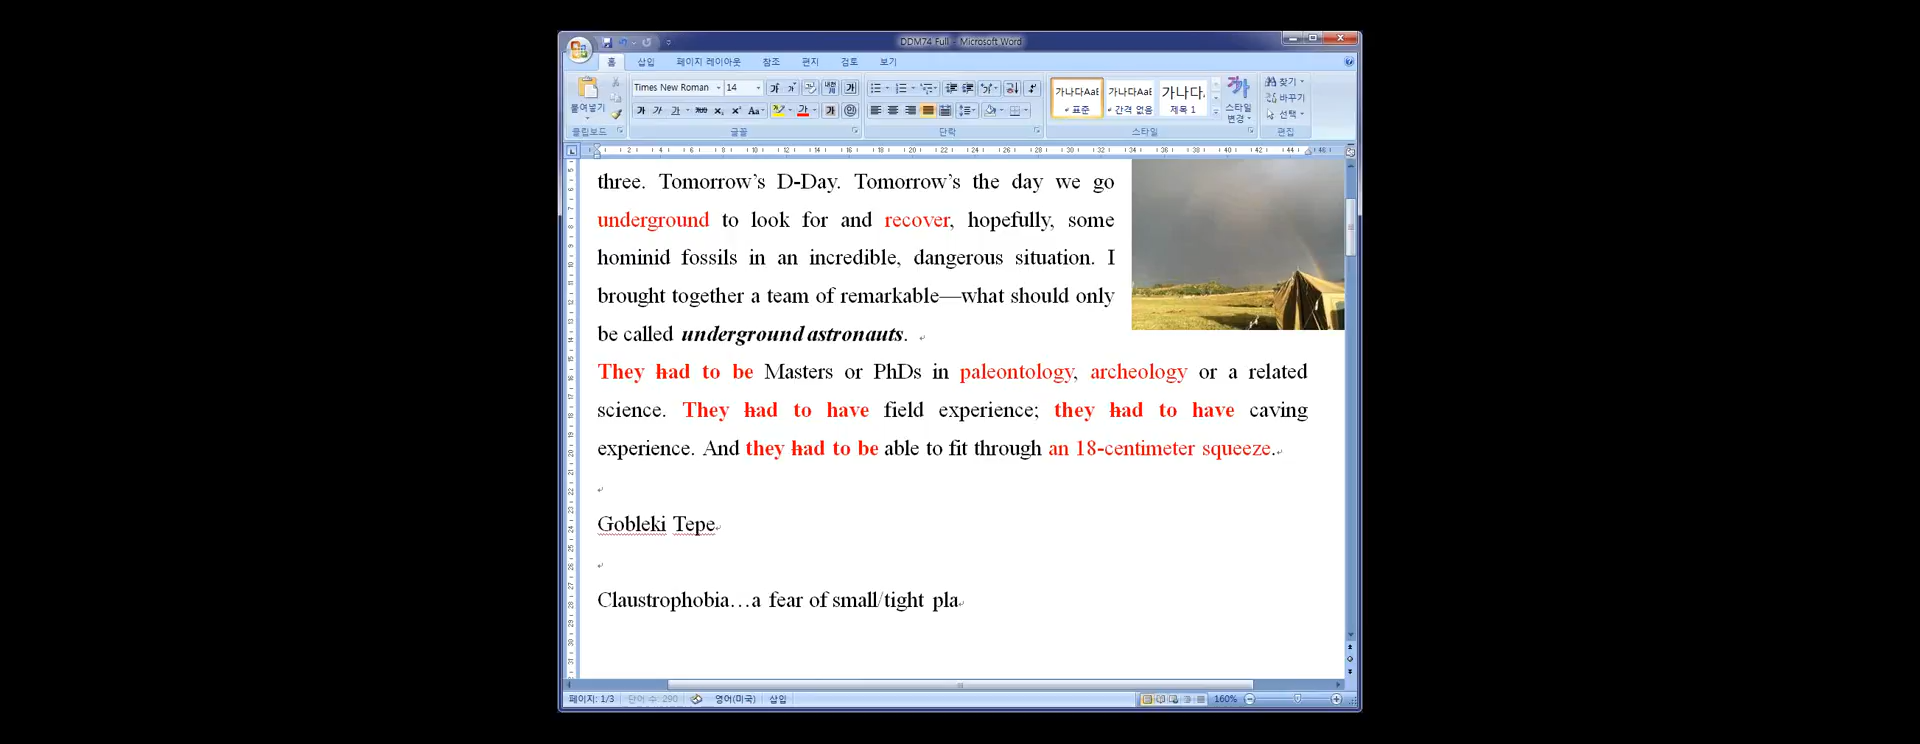 DDM74 Full - Microsoft Word
홈 삽입 페이지 레이아웃 참조 편지 검토 보기
Times New Roman 14
붙여넣기
가나다AaB 가나다AaB 가나다.
표준 간격 없음 제목 1
스타일 변경
찾기
바꾸기
선택
클립보드 글꼴 단락 스타일 편집
three. Tomorrow's D-Day. Tomorrow's the day we go
underground to look for and recover, hopefully, some
hominid fossils in an incredible, dangerous situation. I
brought together a team of remarkable—what should only
be called underground astronauts.
They had to be Masters or PhDs in paleontology, archeology or a related
science. They had to have field experience; they had to have caving
experience. And they had to be able to fit through an 18-centimeter squeeze.
Gobleki Tepe
Claustrophobia…a fear of small/tight pla
페이지: 1/3 단어 수: 290 영어(미국) 삽입 160%